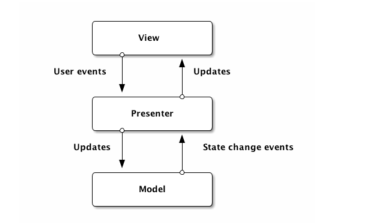 View
User events
Updates
Presenter
Updates
State change events
Model